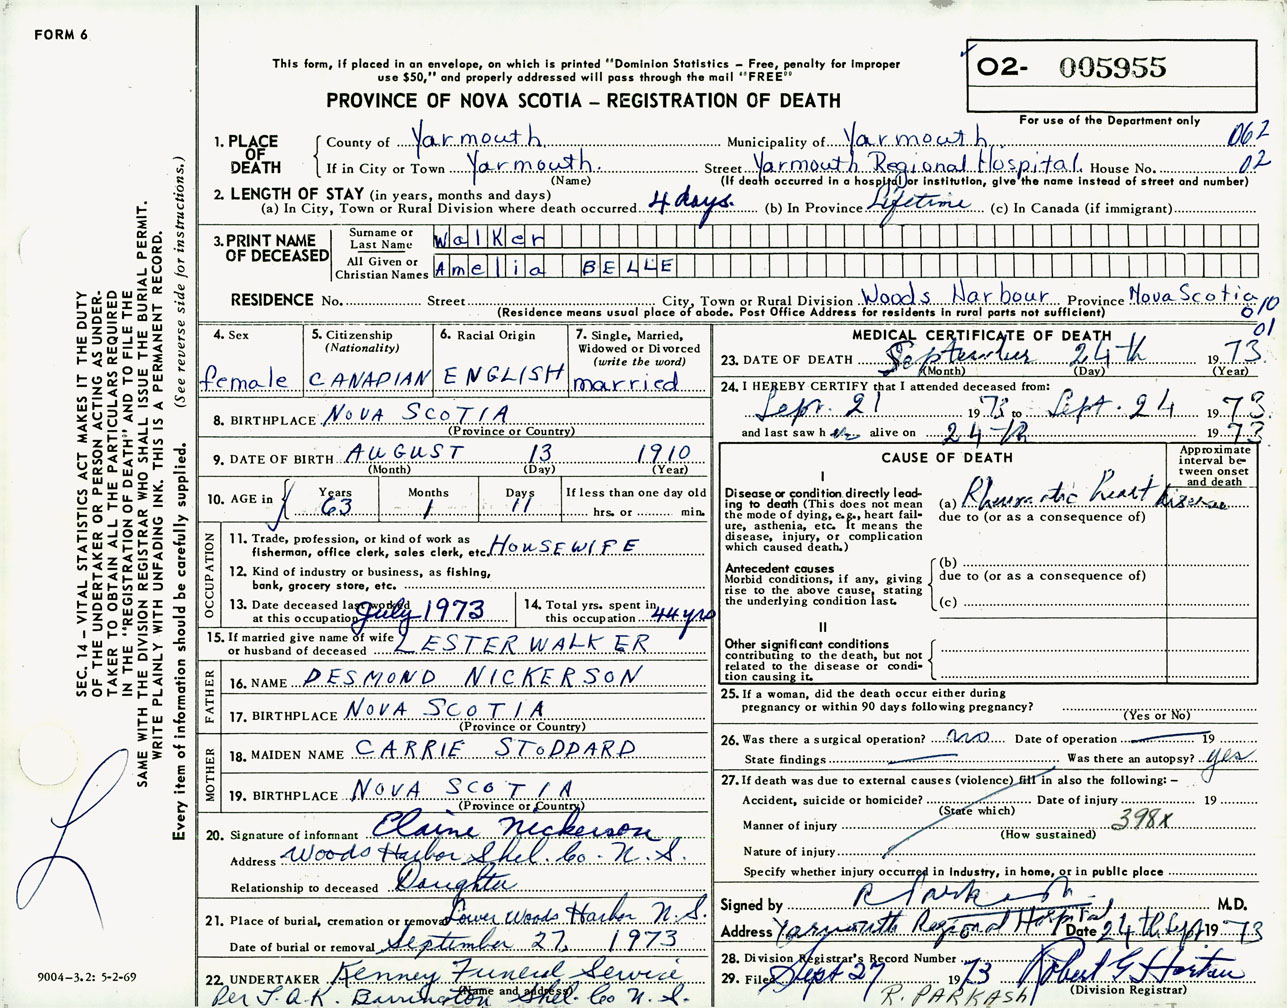 FORM 6
This form, if placed in an envelope, on which is printed "Dominion Statistics – Free, penalty for improper
use $50," and properly addressed will pass through the mail "FREE"
O2- 005955
PROVINCE OF NOVA SCOTIA – REGISTRATION OF DEATH
For use of the Department only
1. PLACE OF DEATH
County of Yarmouth Municipality of Yarmouth 062
If in City or Town Yarmouth. Street Yarmouth Regional Hospital. House No. 02
(Name) (If death occurred in a hospital or institution, give the name instead of street and number)
2. LENGTH OF STAY (in years, months and days)
(a) In City, Town or Rural Division where death occurred 4 days. (b) In Province Lifetime (c) In Canada (if immigrant)
3. PRINT NAME OF DECEASED
Surname or Last Name Walker
All Given or Christian Names Amelia BELLE
RESIDENCE No. Street City, Town or Rural Division Woods Harbour Province Nova Scotia 010
(Residence means usual place of abode. Post Office Address for residents in rural parts not sufficient) 01
4. Sex female
5. Citizenship (Nationality) CANADIAN
6. Racial Origin ENGLISH
7. Single, Married, Widowed or Divorced (write the word) married
8. BIRTHPLACE NOVA SCOTIA
(Province or Country)
9. DATE OF BIRTH AUGUST 13 1910
(Month) (Day) (Year)
10. AGE in Years 63 Months 1 Days 11 If less than one day old hrs. or min.
OCCUPATION
11. Trade, profession, or kind of work as fisherman, office clerk, sales clerk, etc. HOUSEWIFE
12. Kind of industry or business, as fishing, bank, grocery store, etc.
13. Date deceased last worked at this occupation July 1973
14. Total yrs. spent in this occupation 44 yrs
15. If married give name of wife or husband of deceased LESTER WALKER
FATHER
16. NAME DESMOND NICKERSON
17. BIRTHPLACE NOVA SCOTIA
(Province or Country)
MOTHER
18. MAIDEN NAME CARRIE STODDARD
19. BIRTHPLACE NOVA SCOTIA
(Province or Country)
20. Signature of informant Elaine Nickerson
Address Woods Harbor Shel. Co. N.S.
Relationship to deceased Daughter
21. Place of burial, cremation or removal Lower Woods Harbor N.S.
Date of burial or removal September 27, 1973
22. UNDERTAKER Kenney Funeral Service
(Name and address)
Per T.A.K. Barrington Shel. Co N.S.
MEDICAL CERTIFICATE OF DEATH
23. DATE OF DEATH September 24th 1973
(Month) (Day) (Year)
24. I HEREBY CERTIFY that I attended deceased from:
Sept. 21 1973 to Sept. 24 1973
and last saw her alive on 24th 1973
CAUSE OF DEATH
Approximate interval between onset and death
I
Disease or condition directly leading to death (This does not mean the mode of dying, e.g., heart failure, asthenia, etc. It means the disease, injury, or complication which caused death.)
(a) Rheumatic heart disease
due to (or as a consequence of)
Antecedent causes
Morbid conditions, if any, giving rise to the above cause, stating the underlying condition last.
(b)
due to (or as a consequence of)
(c)
II
Other significant conditions
contributing to the death, but not related to the disease or condition causing it.
25. If a woman, did the death occur either during pregnancy or within 90 days following pregnancy?
(Yes or No)
26. Was there a surgical operation? no Date of operation 19
State findings Was there an autopsy? yes
27. If death was due to external causes (violence) fill in also the following: –
Accident, suicide or homicide? Date of injury 19
(State which)
Manner of injury 398x
(How sustained)
Nature of injury
Specify whether injury occurred in Industry, in home, or in public place
Signed by R Parkash M.D.
Address Yarmouth Regional Hospital Date 24th Sept 1973
28. Division Registrar's Record Number
29. Filed Sept 27 1973 Robert G Horton
(Division Registrar)
R. PARKASH
SEC. 14 – VITAL STATISTICS ACT MAKES IT THE DUTY
OF THE UNDERTAKER OR PERSON ACTING AS UNDER-
TAKER TO OBTAIN ALL THE PARTICULARS REQUIRED
IN THE "REGISTRATION OF DEATH" AND TO FILE THE
SAME WITH THE DIVISION REGISTRAR WHO SHALL ISSUE THE BURIAL PERMIT.
WRITE PLAINLY WITH UNFADING INK. THIS IS A PERMANENT RECORD.
Every item of information should be carefully supplied. (See reverse side for instructions.)
9004–3.2: 5-2-69